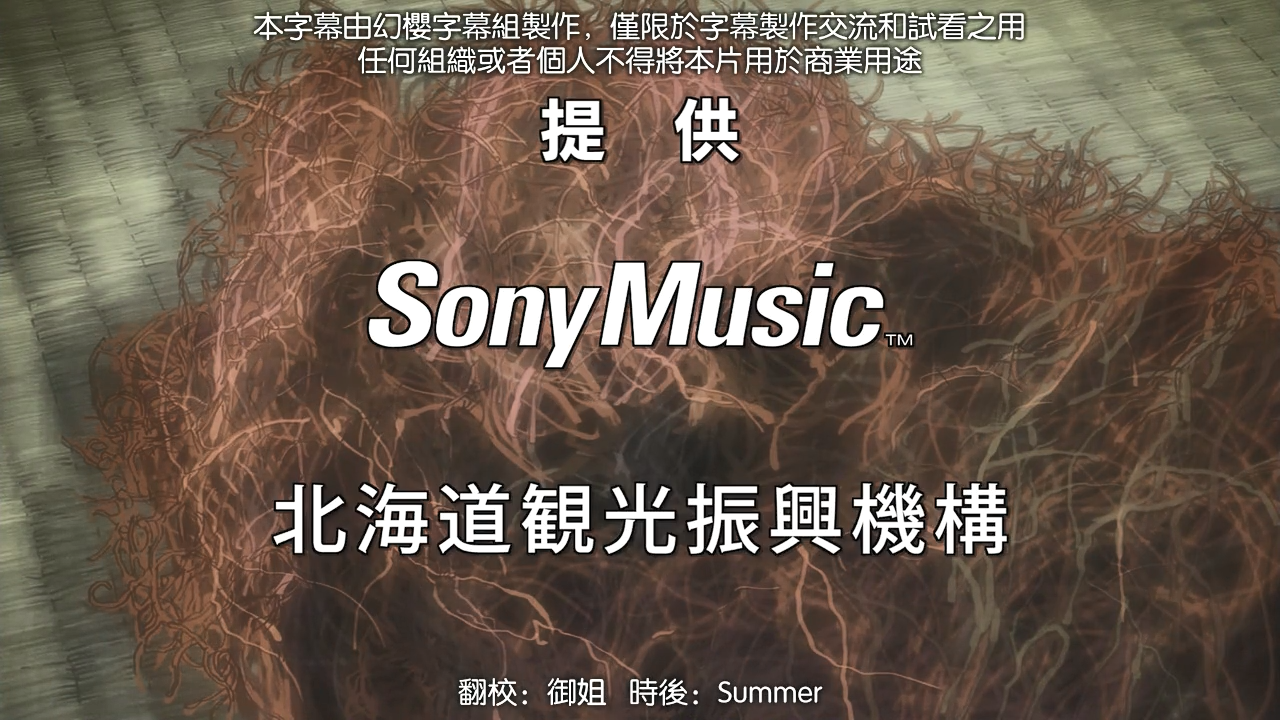 本字幕由幻櫻字幕組製作，僅限於字幕製作交流和試看之用
任何組織或者個人不得將本片用於商業用途
提 供
Sony Music TM
北海道観光振興機構
翻校：御姐 時後：Summer